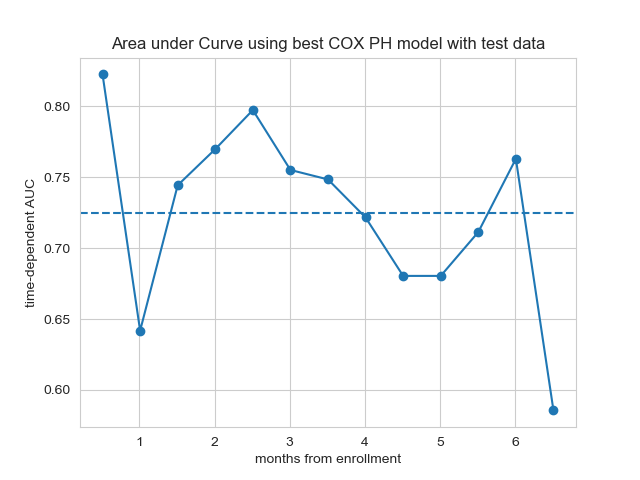 Area under Curve using best COX PH model with test data
time-dependent AUC
0.80
0.75
0.70
0.65
0.60
1 2 3 4 5 6
months from enrollment